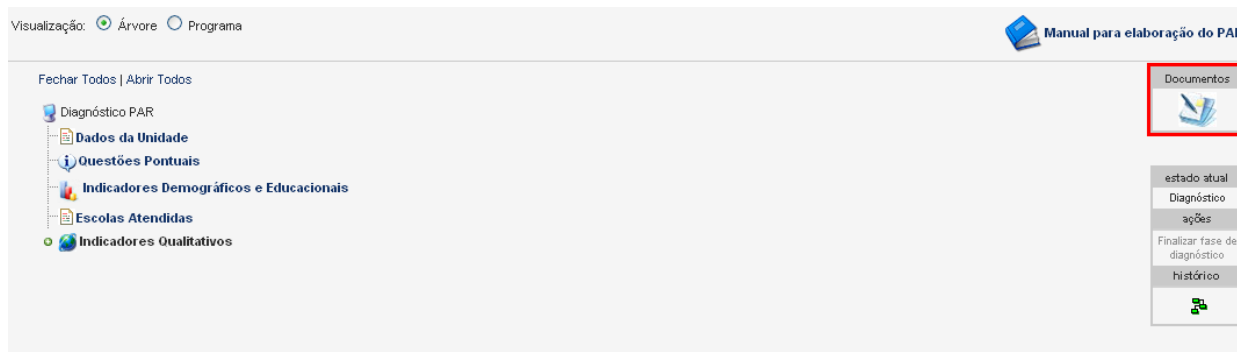 Visualização: Árvore Programa
Manual para elaboração do PAR
Fechar Todos | Abrir Todos
Documentos
Diagnóstico PAR
Dados da Unidade
Questões Pontuais
Indicadores Demográficos e Educacionais
Escolas Atendidas
Indicadores Qualitativos
estado atual
Diagnóstico
ações
Finalizar fase de
diagnóstico
histórico